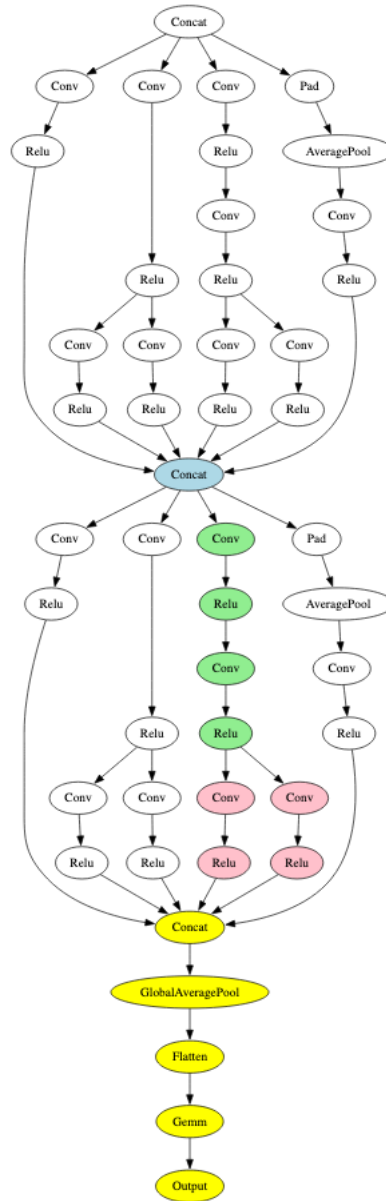 Concat
Conv Conv Conv Pad
Relu Relu AveragePool
Conv Conv
Relu Relu Relu
Conv Conv Conv Conv
Relu Relu Relu Relu
Concat
Conv Conv Conv Pad
Relu Relu AveragePool
Conv Conv
Relu Relu Relu
Conv Conv Conv Conv
Relu Relu Relu Relu
Concat
GlobalAveragePool
Flatten
Gemm
Output